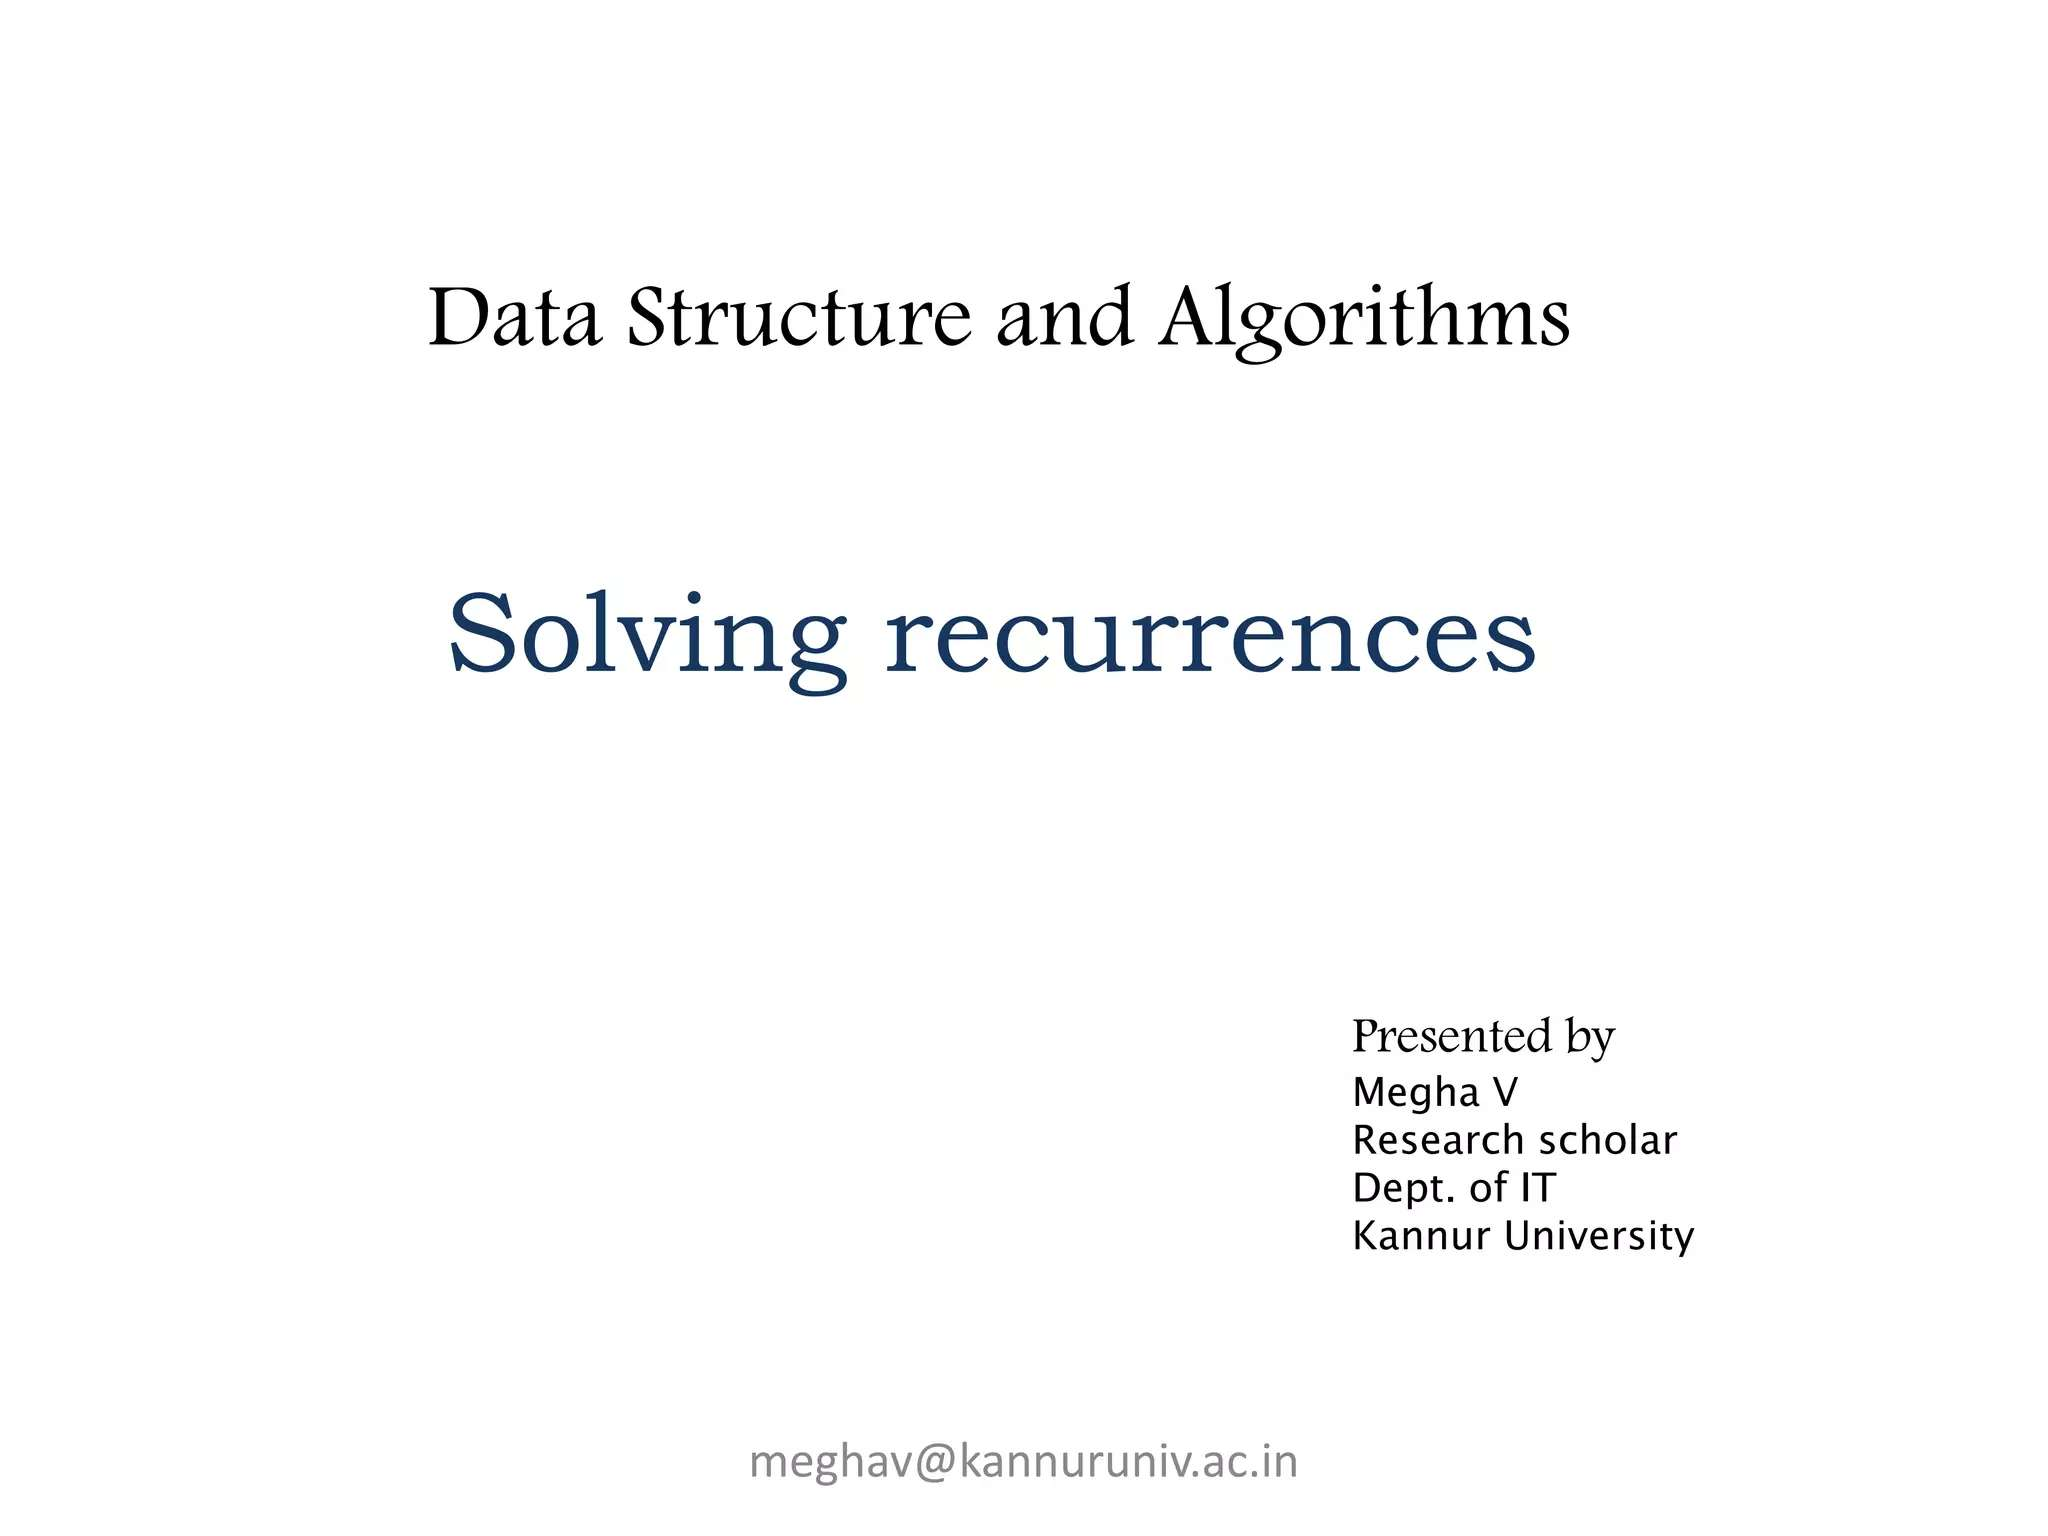 Data Structure and Algorithms
Solving recurrences
Presented by
Megha V
Research scholar
Dept. of IT
Kannur University
meghav@kannuruniv.ac.in